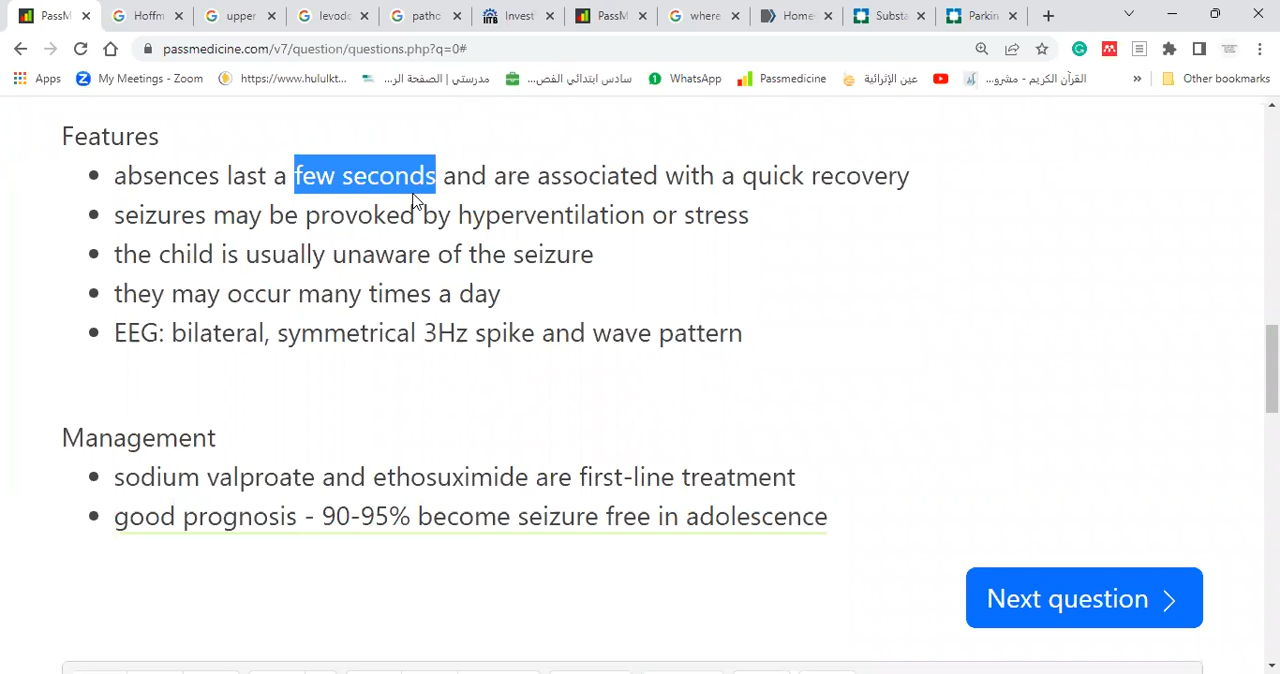 PassM
Hoffm
upper
levodo
patho
Invest
PassM
where
Home
Substa
Parkin
passmedicine.com/v7/question/questions.php?q=0#
Apps
My Meetings - Zoom
https://www.hululkt...
مدرستي | الصفحة الر...
سادس ابتدائي الفص...
WhatsApp
Passmedicine
عين الإثرائية
القرآن الكريم - مشرو...
»
Other bookmarks
Features
• absences last a few seconds and are associated with a quick recovery
• seizures may be provoked by hyperventilation or stress
• the child is usually unaware of the seizure
• they may occur many times a day
• EEG: bilateral, symmetrical 3Hz spike and wave pattern
Management
• sodium valproate and ethosuximide are first-line treatment
• good prognosis - 90-95% become seizure free in adolescence
Next question